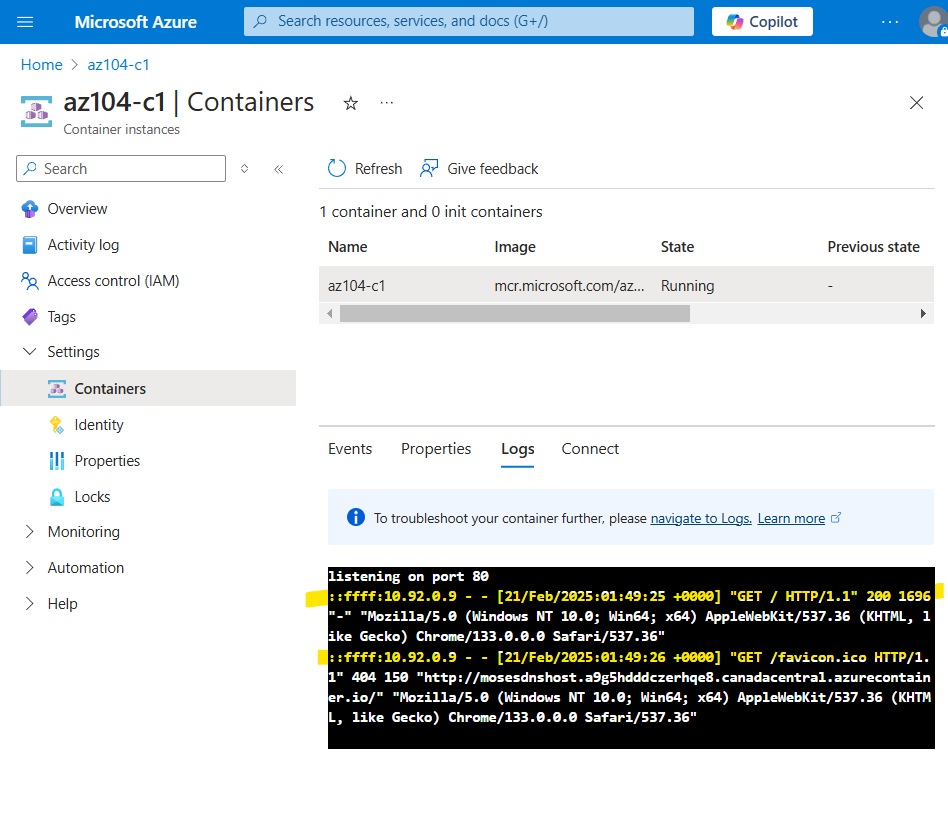 Microsoft Azure
Search resources, services, and docs (G+/)
Copilot
...
Home > az104-c1
az104-c1 | Containers
...
Container instances
Search
Refresh
Give feedback
Overview
Activity log
Access control (IAM)
Tags
Settings
Containers
Identity
Properties
Locks
Monitoring
Automation
Help
1 container and 0 init containers
Name Image State Previous state
az104-c1 mcr.microsoft.com/az... Running -
Events Properties Logs Connect
To troubleshoot your container further, please navigate to Logs. Learn more
listening on port 80
::ffff:10.92.0.9 - - [21/Feb/2025:01:49:25 +0000] "GET / HTTP/1.1" 200 1696
"-" "Mozilla/5.0 (Windows NT 10.0; Win64; x64) AppleWebKit/537.36 (KHTML, l
ike Gecko) Chrome/133.0.0.0 Safari/537.36"
::ffff:10.92.0.9 - - [21/Feb/2025:01:49:26 +0000] "GET /favicon.ico HTTP/1.
1" 404 150 "http://mosesdnshost.a9g5hdddczerhqe8.canadacentral.azurecontain
er.io/" "Mozilla/5.0 (Windows NT 10.0; Win64; x64) AppleWebKit/537.36 (KHTM
L, like Gecko) Chrome/133.0.0.0 Safari/537.36"